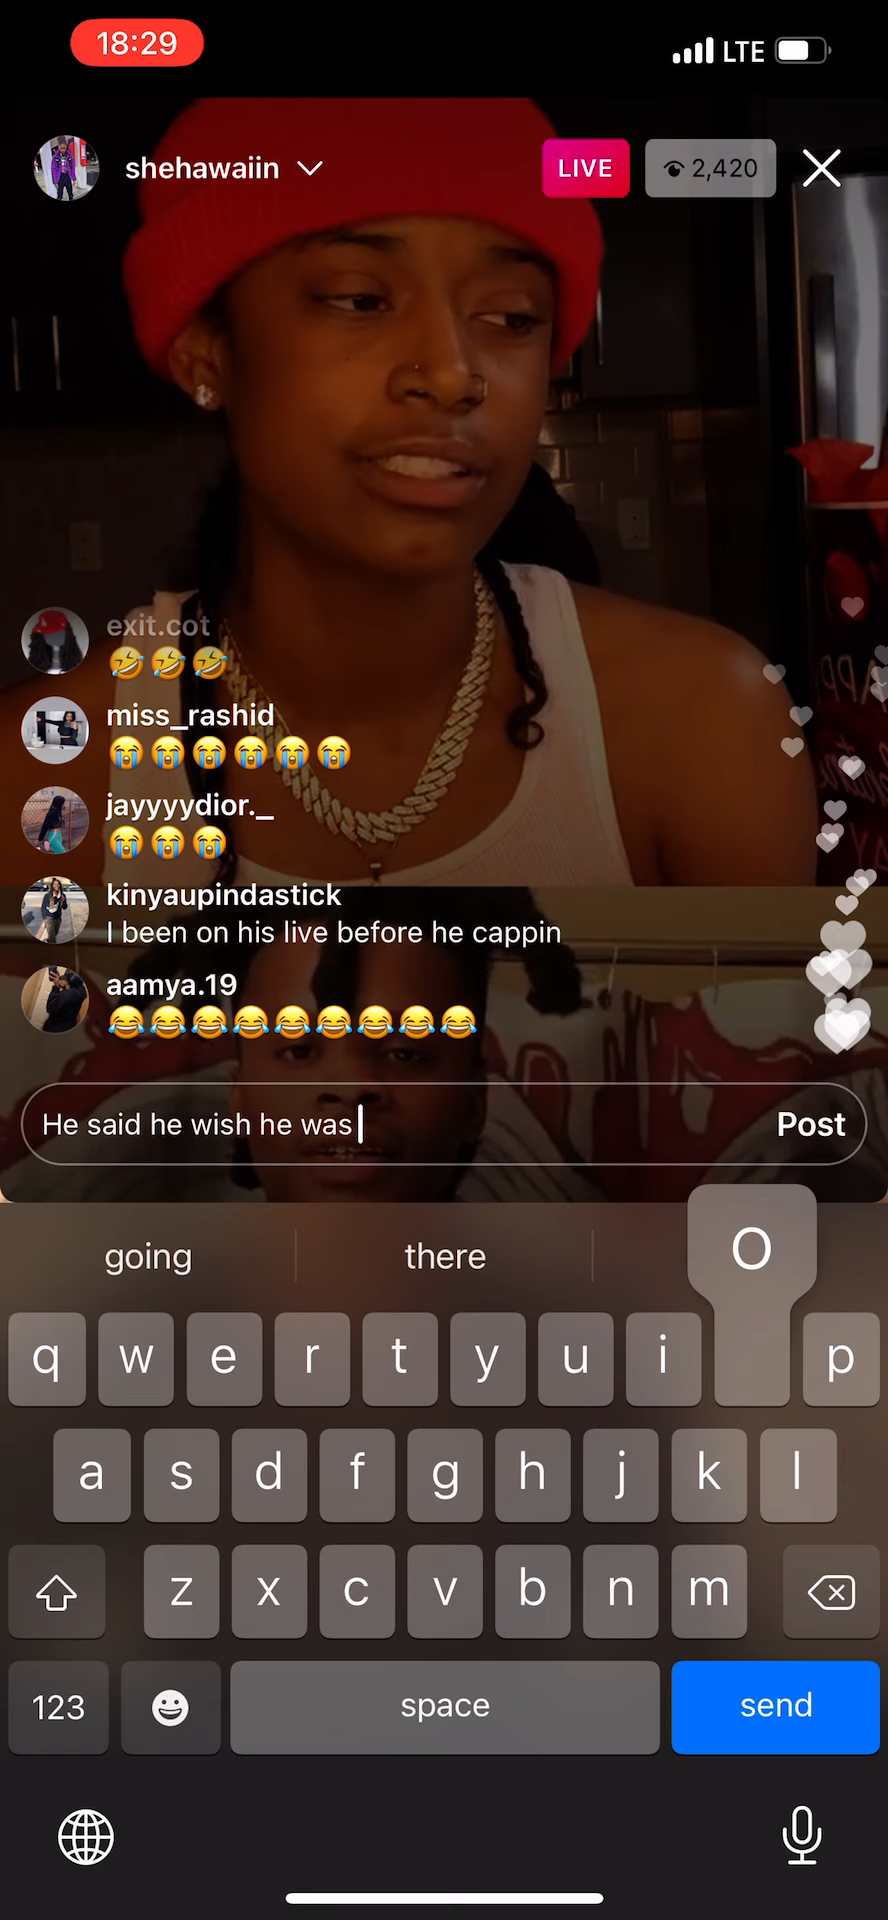 18:29
LTE
shehawaiin
LIVE
2,420
exit.cot
🤣🤣🤣
miss_rashid
😭😭😭😭😭😭
jayyyydior._
😭😭😭
kinyaupindastick
I been on his live before he cappin
aamya.19
😂😂😂😂😂😂😂😂😂
He said he wish he was
Post
going there
O
q w e r t y u i p
a s d f g h j k l
z x c v b n m
123 space send